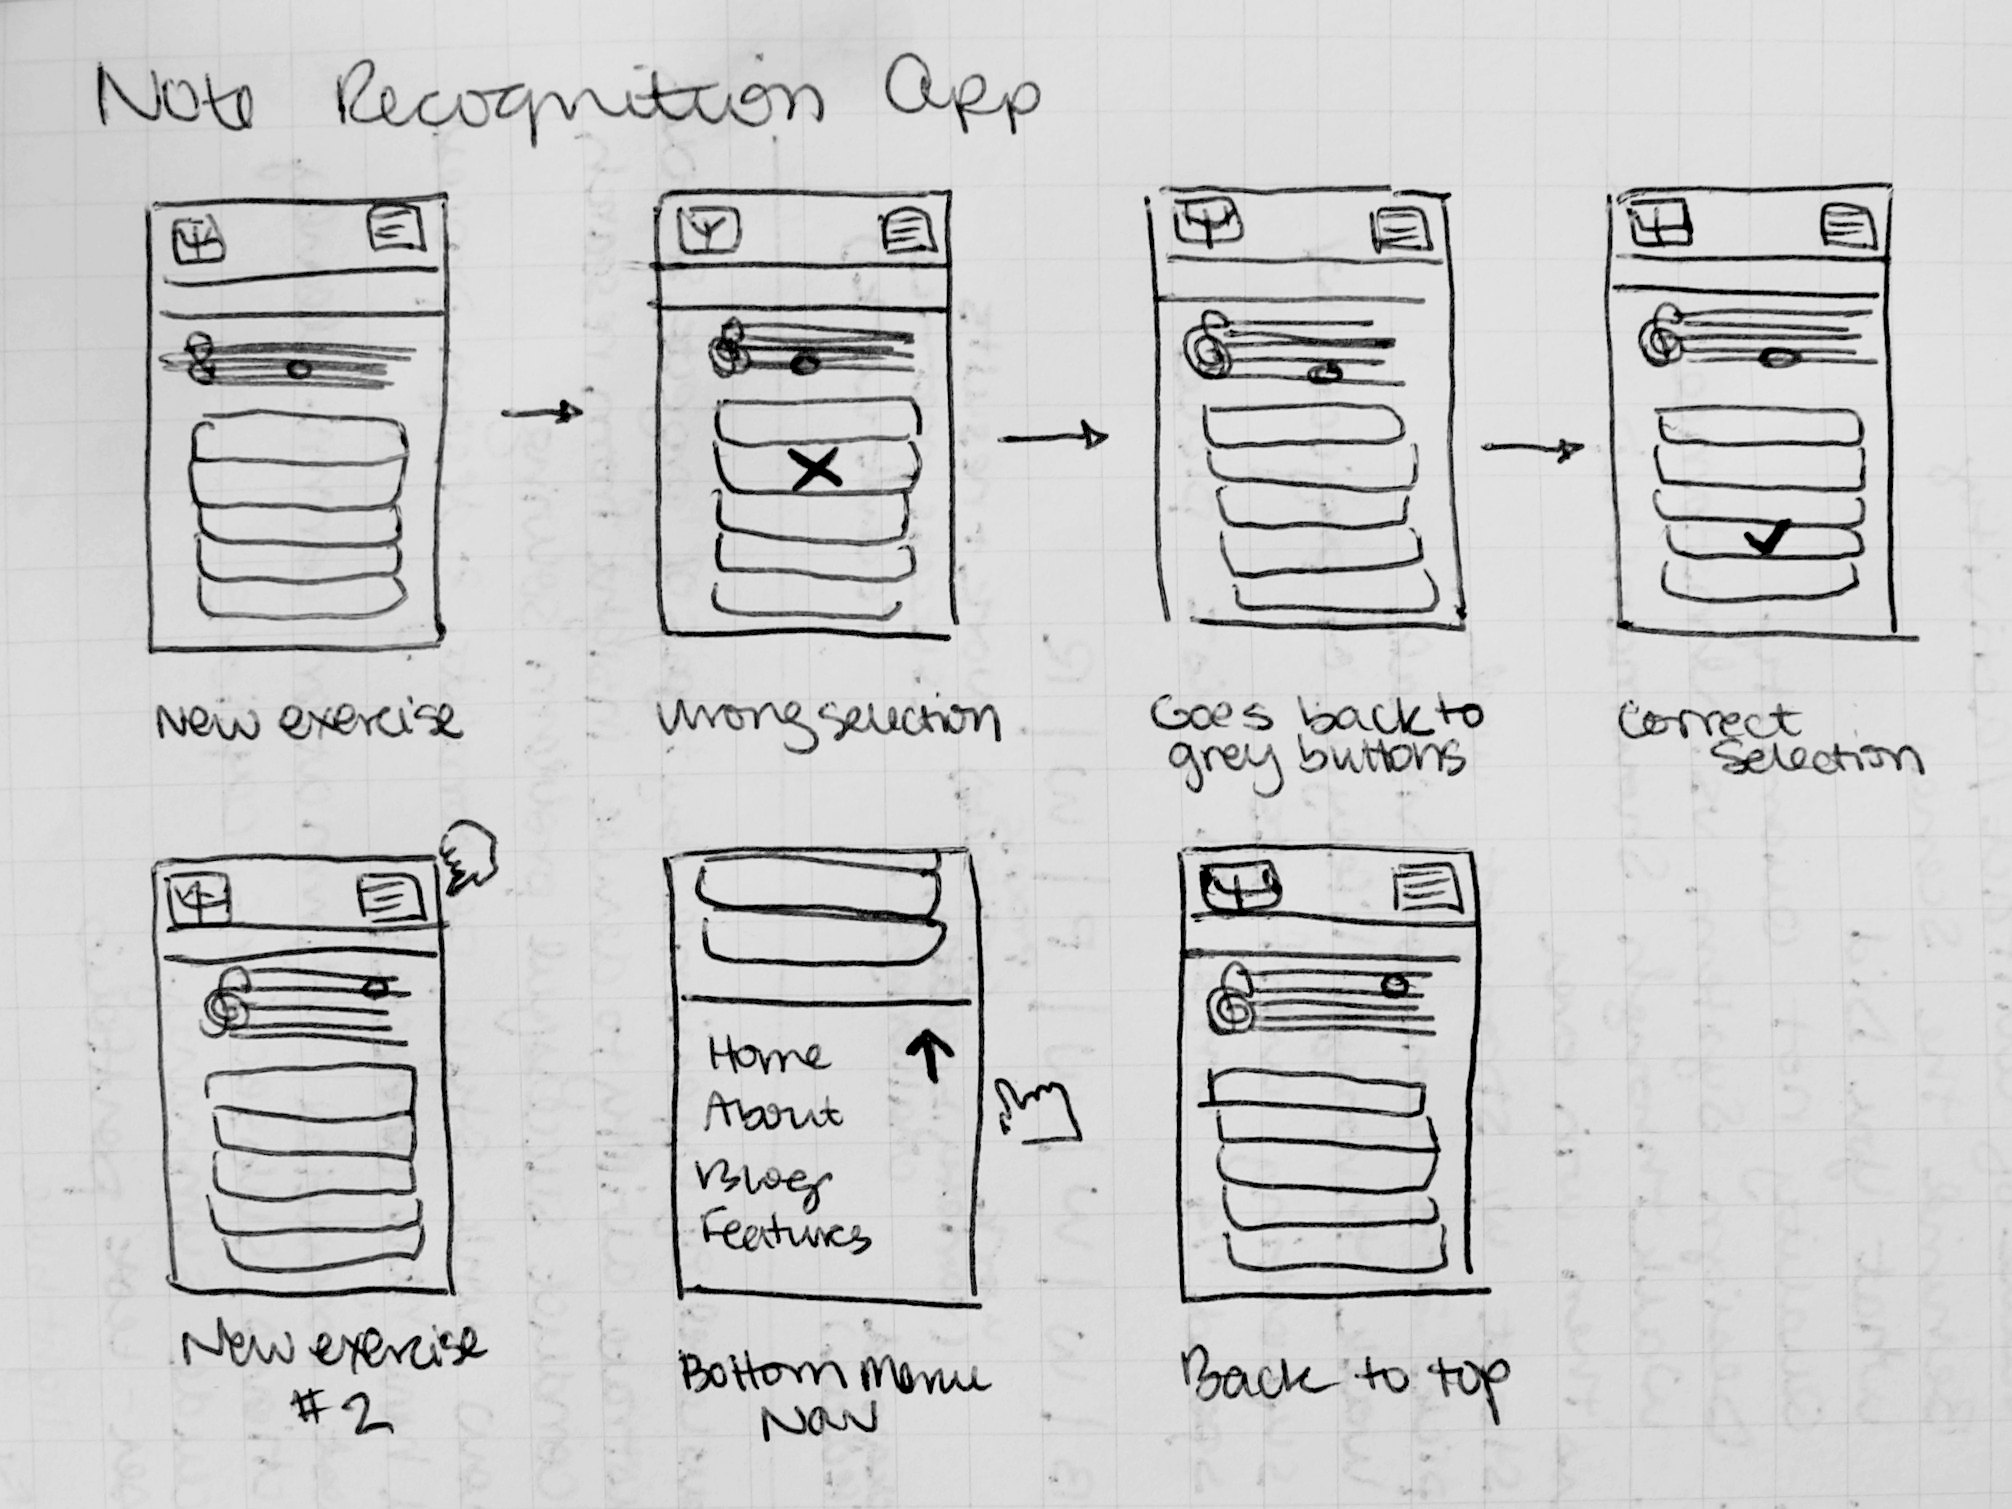 Note Recognition App
New exercise
Wrong selection
Goes back to
grey buttons
Correct
Selection
New exercise
#2
Home
About
Blog
Features
Bottom Menu
Nav
Back to top